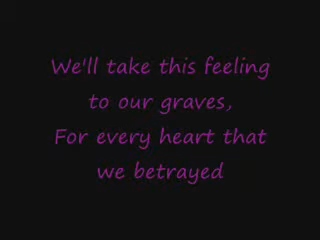 We'll take this feeling
to our graves,
For every heart that
we betrayed